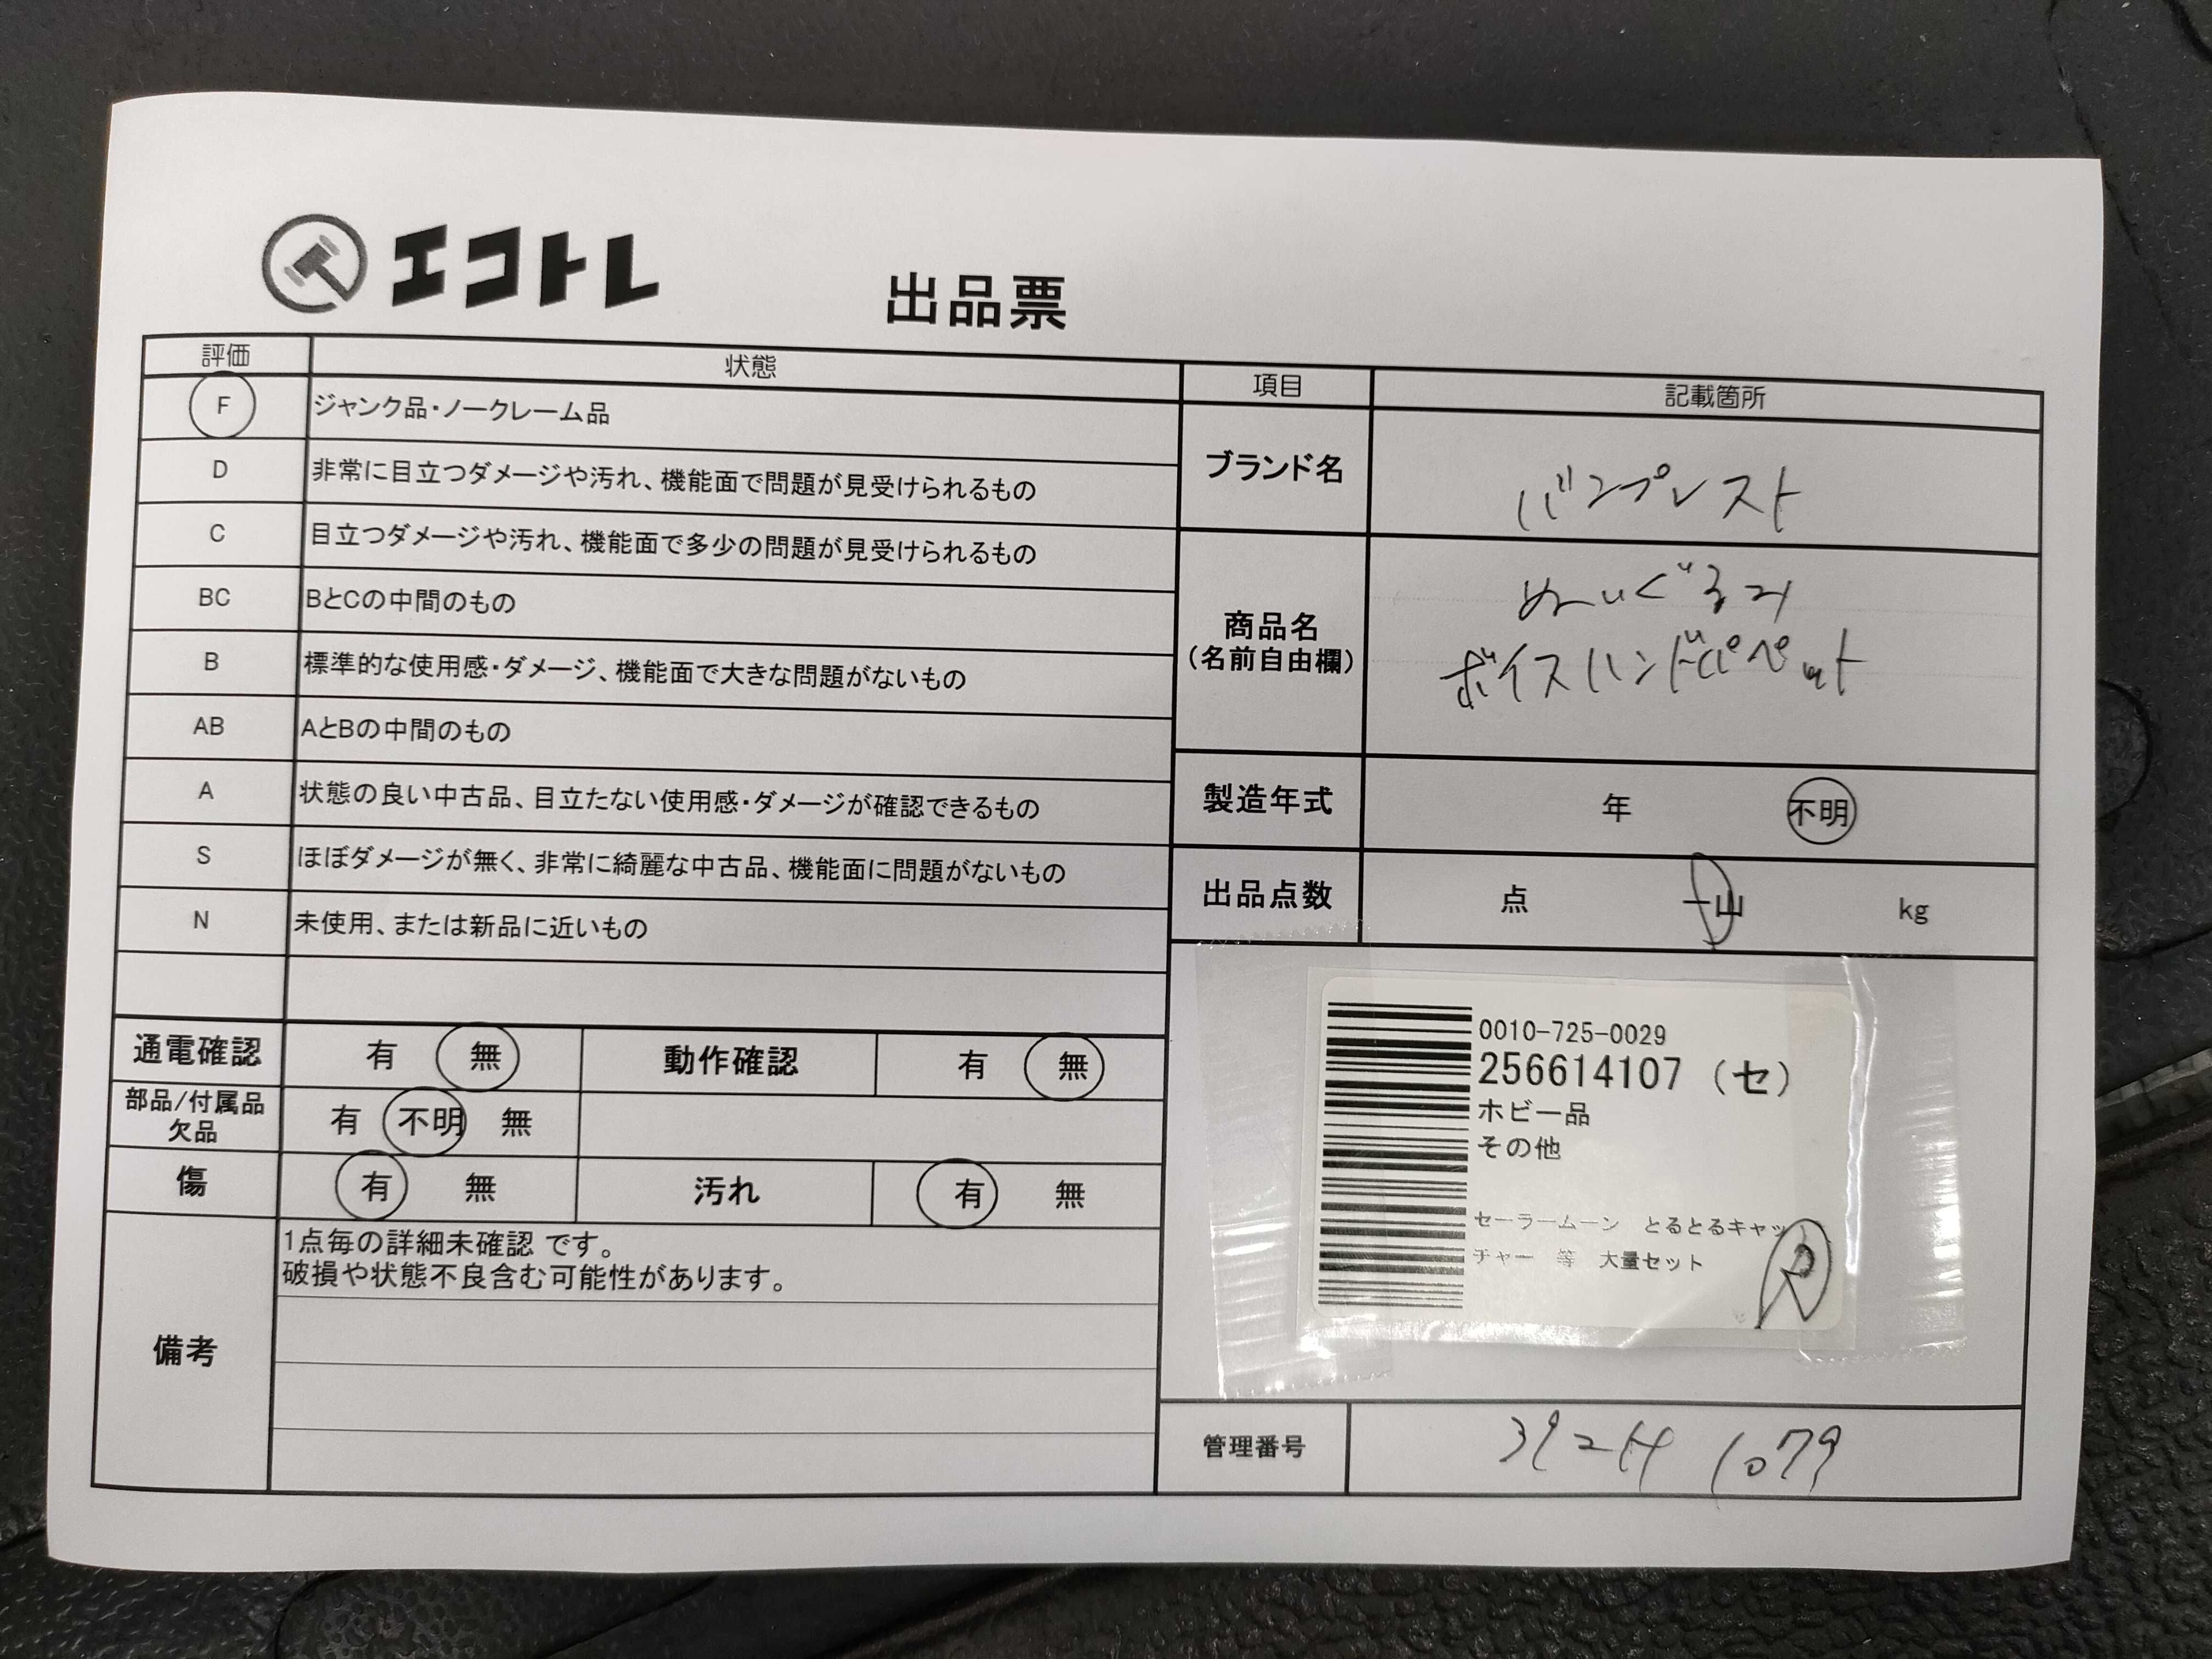 エコトレ
出品票
評価 状態
F ジャンク品・ノークレーム品
D 非常に目立つダメージや汚れ、機能面で問題が見受けられるもの
C 目立つダメージや汚れ、機能面で多少の問題が見受けられるもの
BC BとCの中間のもの
B 標準的な使用感・ダメージ、機能面で大きな問題がないもの
AB AとBの中間のもの
A 状態の良い中古品、目立たない使用感・ダメージが確認できるもの
S ほぼダメージが無く、非常に綺麗な中古品、機能面に問題がないもの
N 未使用、または新品に近いもの
通電確認 有 無 動作確認 有 無
部品/付属品
欠品 有 不明 無
傷 有 無 汚れ 有 無
備考
1点毎の詳細未確認 です。
破損や状態不良含む可能性があります。
項目 記載箇所
ブランド名 バンプレスト
商品名
(名前自由欄)
ぬいぐるみ
ボイスハンドパペット
製造年式 年 不明
出品点数 点 一山 kg
0010-725-0029
256614107 (セ)
ホビー品
その他
セーラームーン とるとるキャッ
チャー 等 大量セット
管理番号 392H 1079